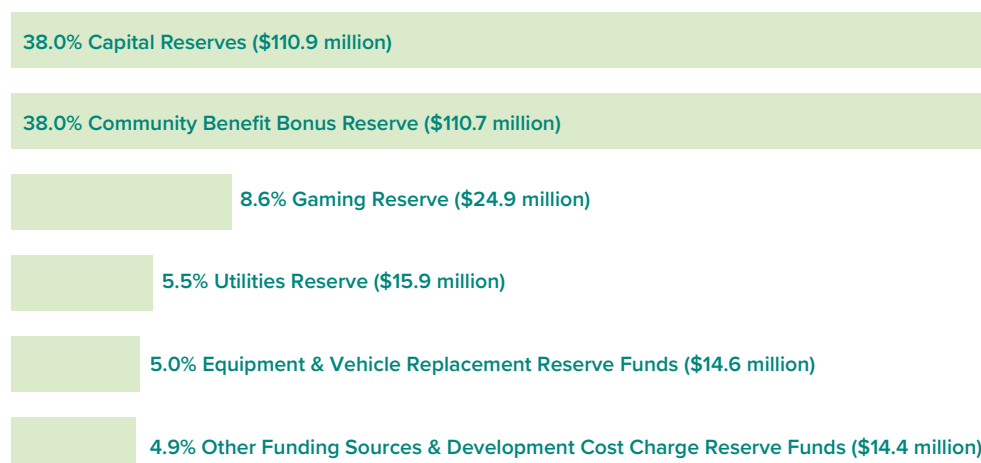 38.0% Capital Reserves ($110.9 million)
38.0% Community Benefit Bonus Reserve ($110.7 million)
8.6% Gaming Reserve ($24.9 million)
5.5% Utilities Reserve ($15.9 million)
5.0% Equipment & Vehicle Replacement Reserve Funds ($14.6 million)
4.9% Other Funding Sources & Development Cost Charge Reserve Funds ($14.4 million)